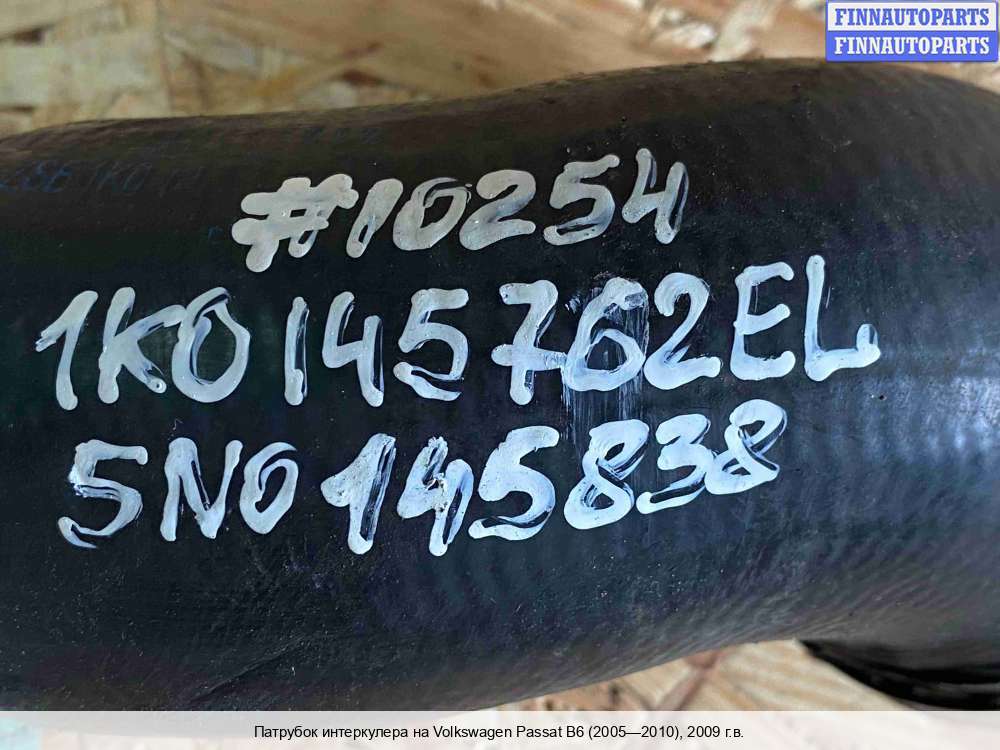 FINNAUTOPARTS
FINNAUTOPARTS
#10254
1K0145762EL
5N0145838
Патрубок интеркулера на Volkswagen Passat B6 (2005—2010), 2009 г.в.